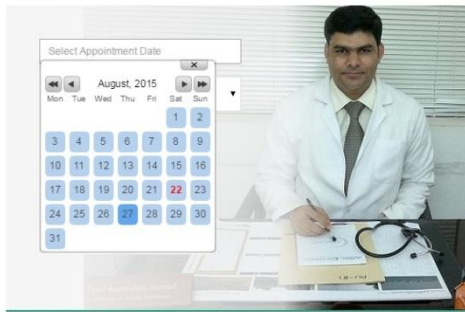 Select Appointment Date
×
August, 2015
Mon Tue Wed Thu Fri Sat Sun
1 2
3 4 5 6 7 8 9
10 11 12 13 14 15 16
17 18 19 20 21 22 23
24 25 26 27 28 29 30
31